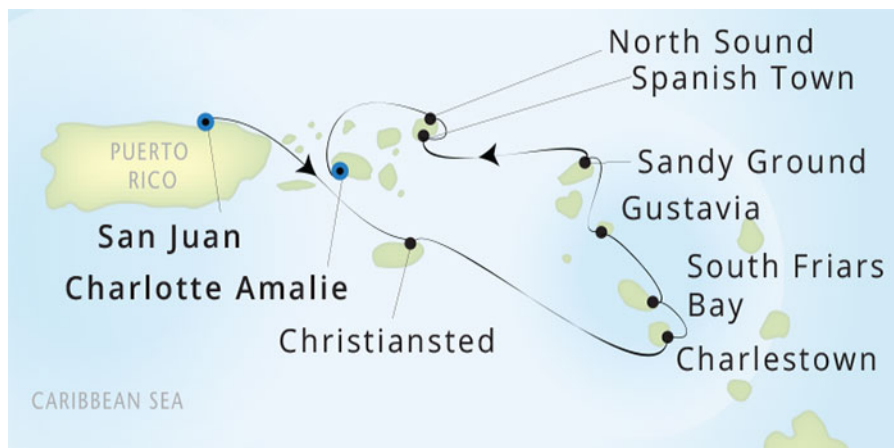 North Sound
Spanish Town
PUERTO
RICO
Sandy Ground
Gustavia
San Juan
Charlotte Amalie
South Friars
Bay
Christiansted
Charlestown
CARIBBEAN SEA